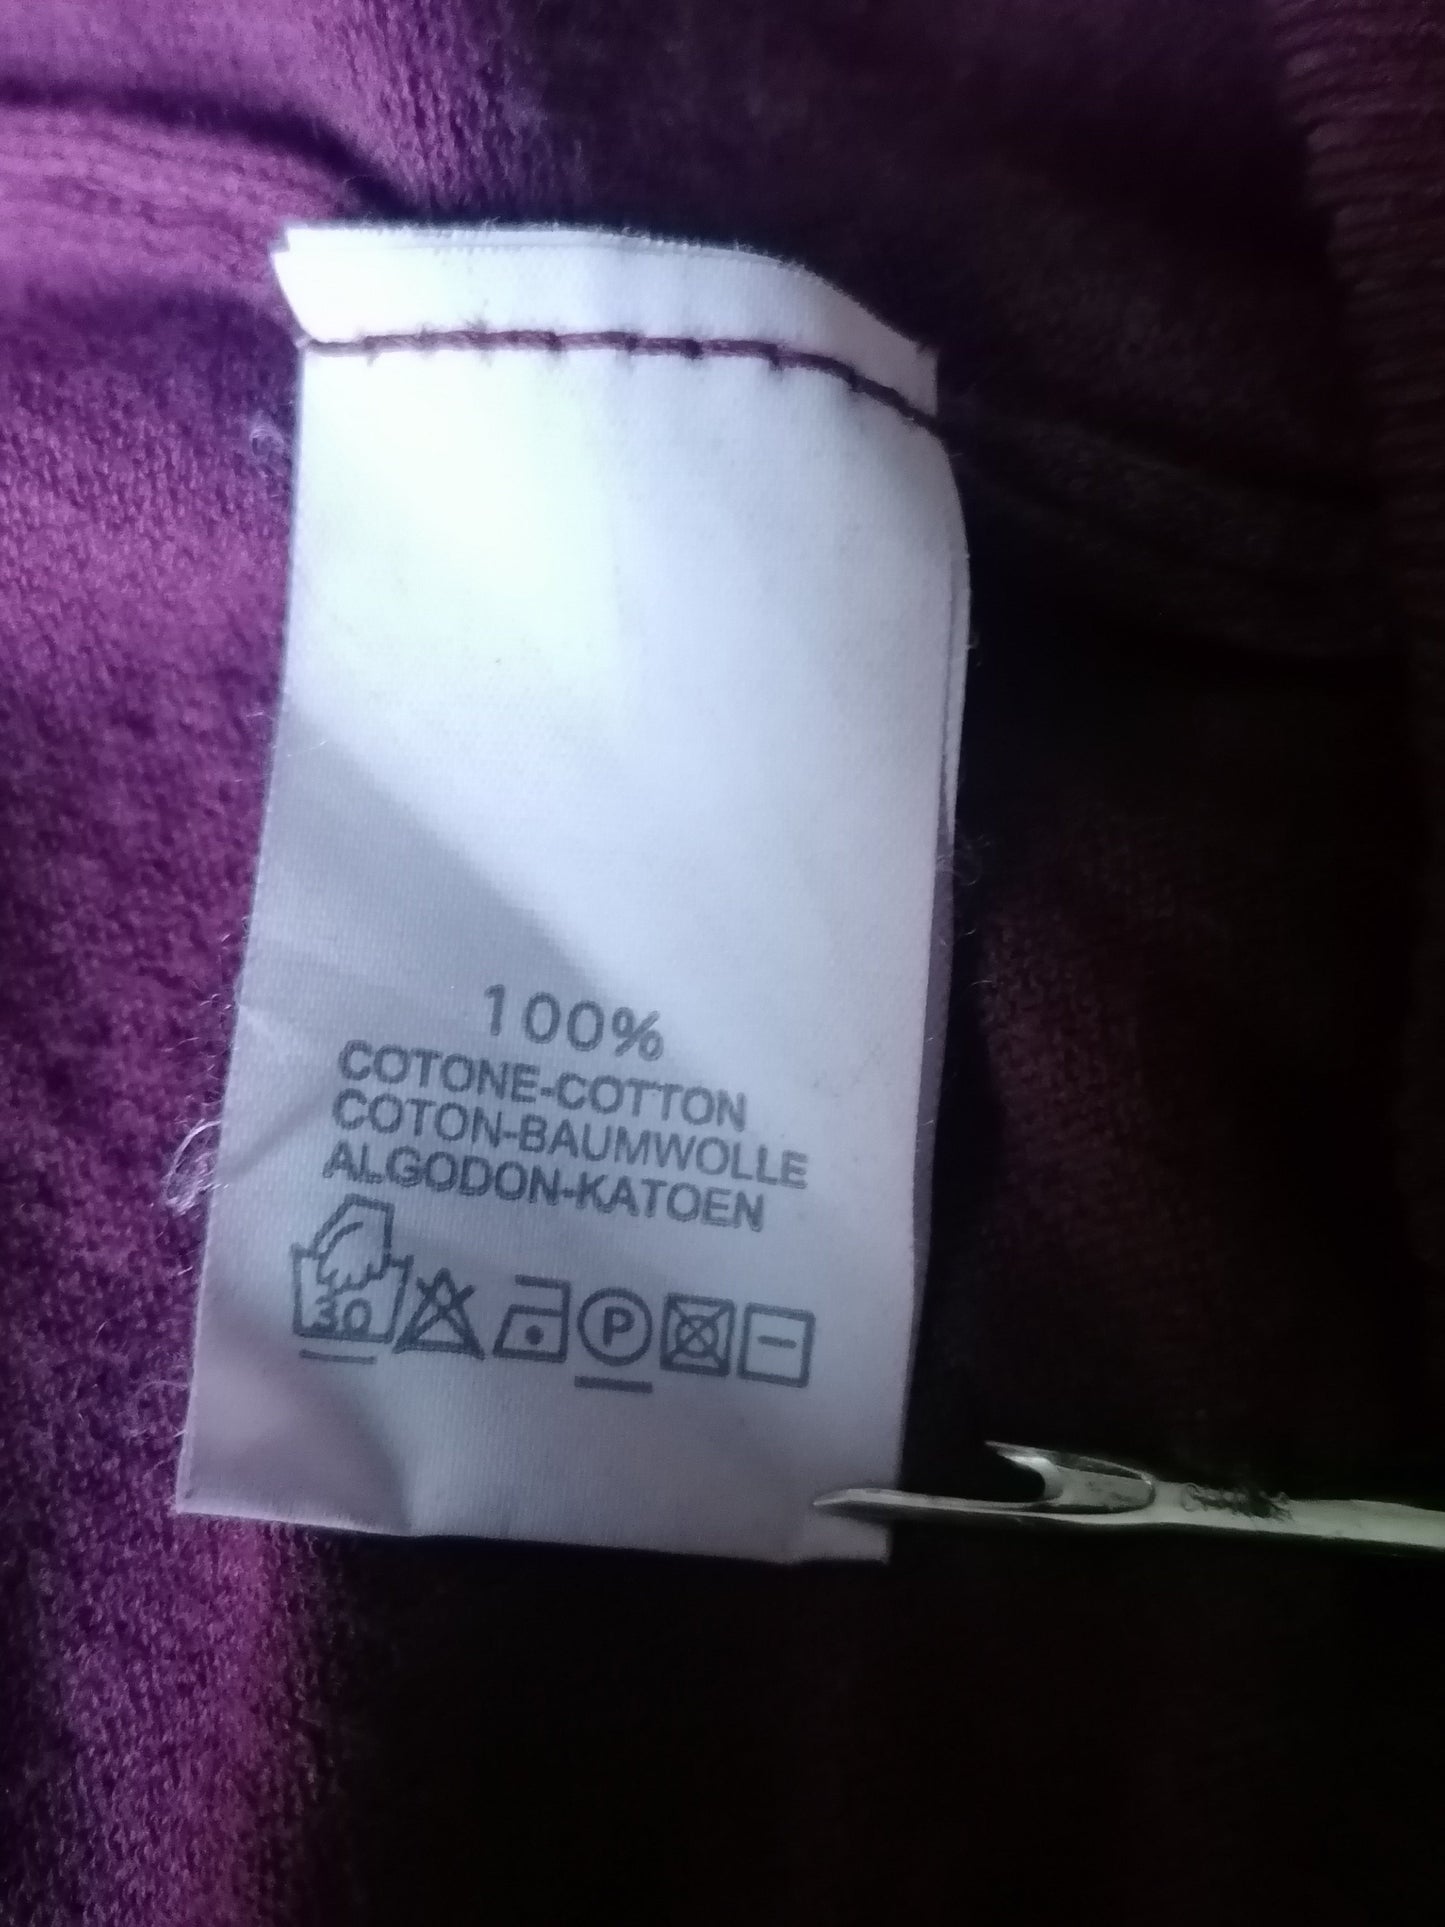 100%
COTONE-COTTON
COTON-BAUMWOLLE
ALGODON-KATOEN
30 P